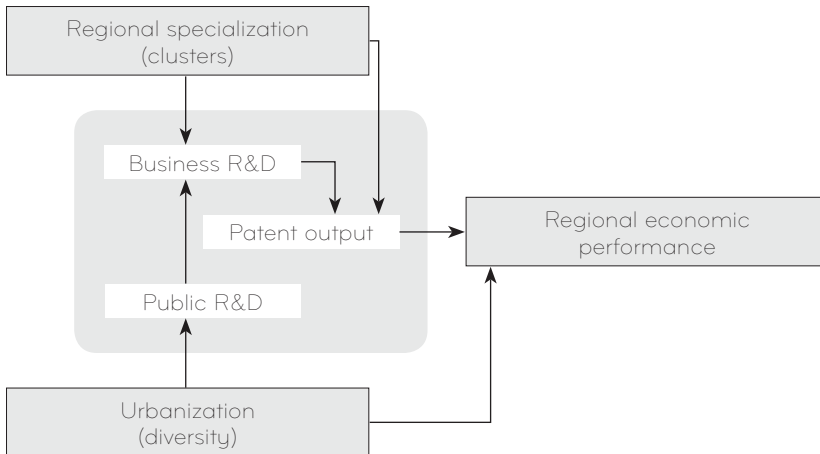 Regional specialization
(clusters)
Business R&D
Patent output
Regional economic
performance
Public R&D
Urbanization
(diversity)